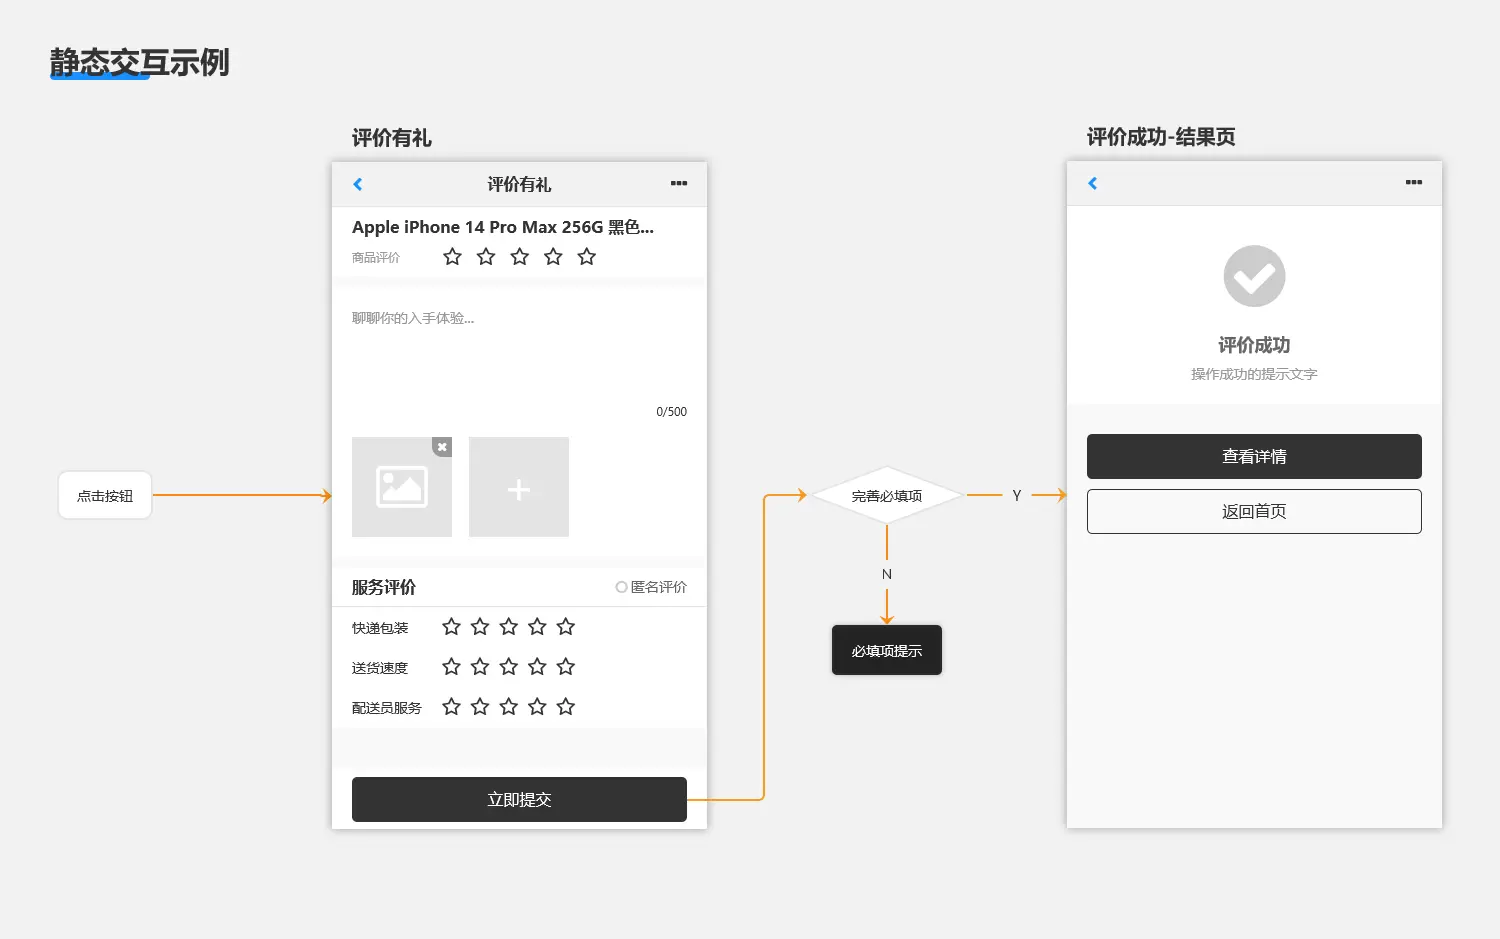 静态交互示例
评价有礼
评价有礼
Apple iPhone 14 Pro Max 256G 黑色...
商品评价
聊聊你的入手体验...
0/500
服务评价
匿名评价
快递包装
送货速度
配送员服务
立即提交
点击按钮
完善必填项
Y
N
必填项提示
评价成功-结果页
评价成功
操作成功的提示文字
查看详情
返回首页